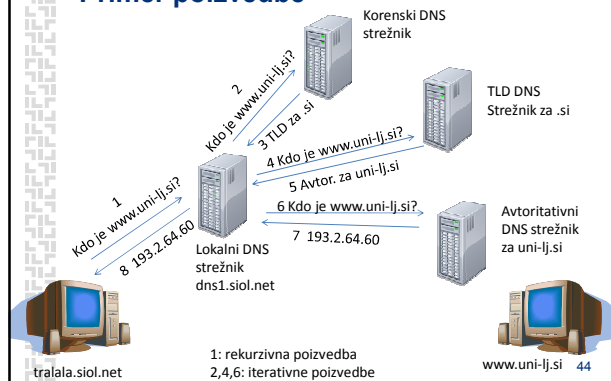 Primer poizvedbe
Korenski DNS
strežnik
2
Kdo je www.uni-lj.si?
3 TLD za .si
TLD DNS
Strežnik za .si
4 Kdo je www.uni-lj.si?
5 Avtor. za uni-lj.si
1
Kdo je www.uni-lj.si?
8 193.2.64.60
6 Kdo je www.uni-lj.si?
7 193.2.64.60
Avtoritativni
DNS strežnik
za uni-lj.si
Lokalni DNS
strežnik
dns1.siol.net
1: rekurzivna poizvedba
2,4,6: iterativne poizvedbe
tralala.siol.net
www.uni-lj.si
44